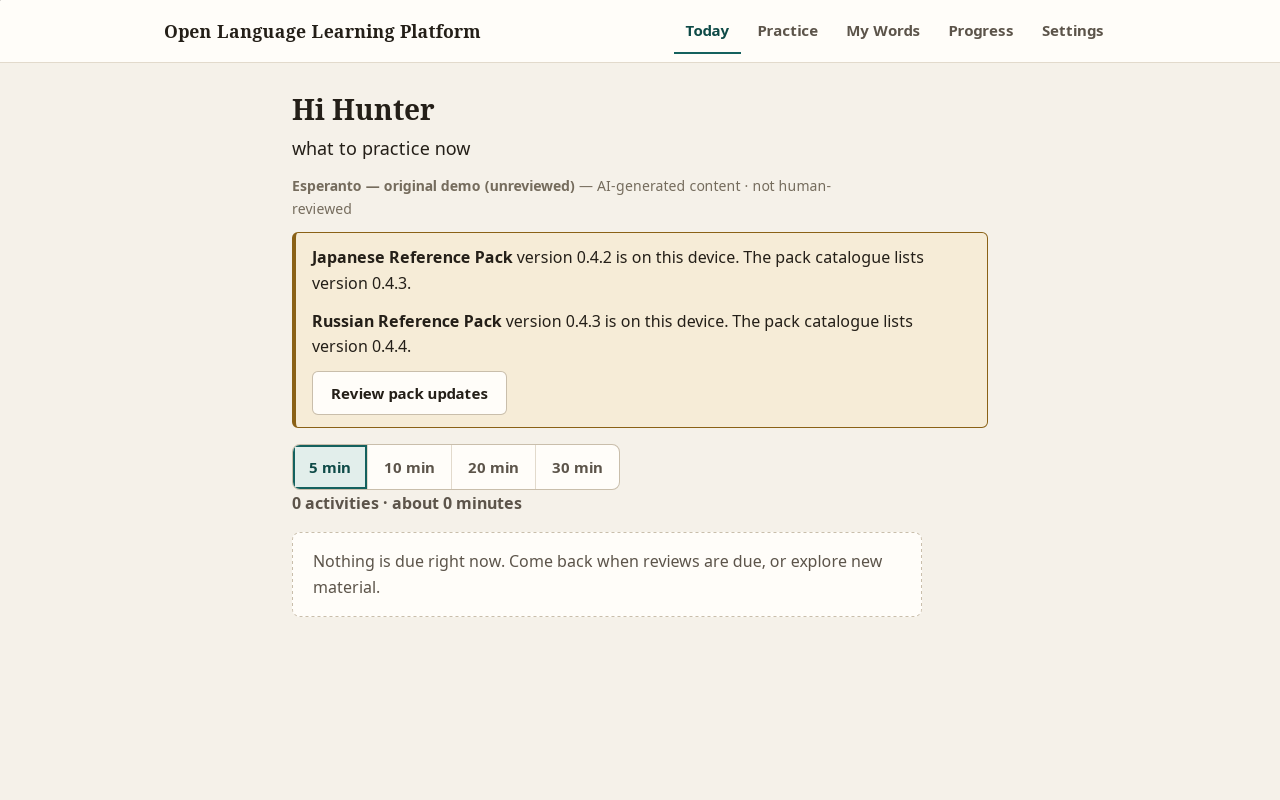 Open Language Learning Platform
Today Practice My Words Progress Settings
Hi Hunter
what to practice now
Esperanto — original demo (unreviewed) — AI-generated content · not human-
reviewed
Japanese Reference Pack version 0.4.2 is on this device. The pack catalogue lists
version 0.4.3.
Russian Reference Pack version 0.4.3 is on this device. The pack catalogue lists
version 0.4.4.
Review pack updates
5 min 10 min 20 min 30 min
0 activities · about 0 minutes
Nothing is due right now. Come back when reviews are due, or explore new
material.